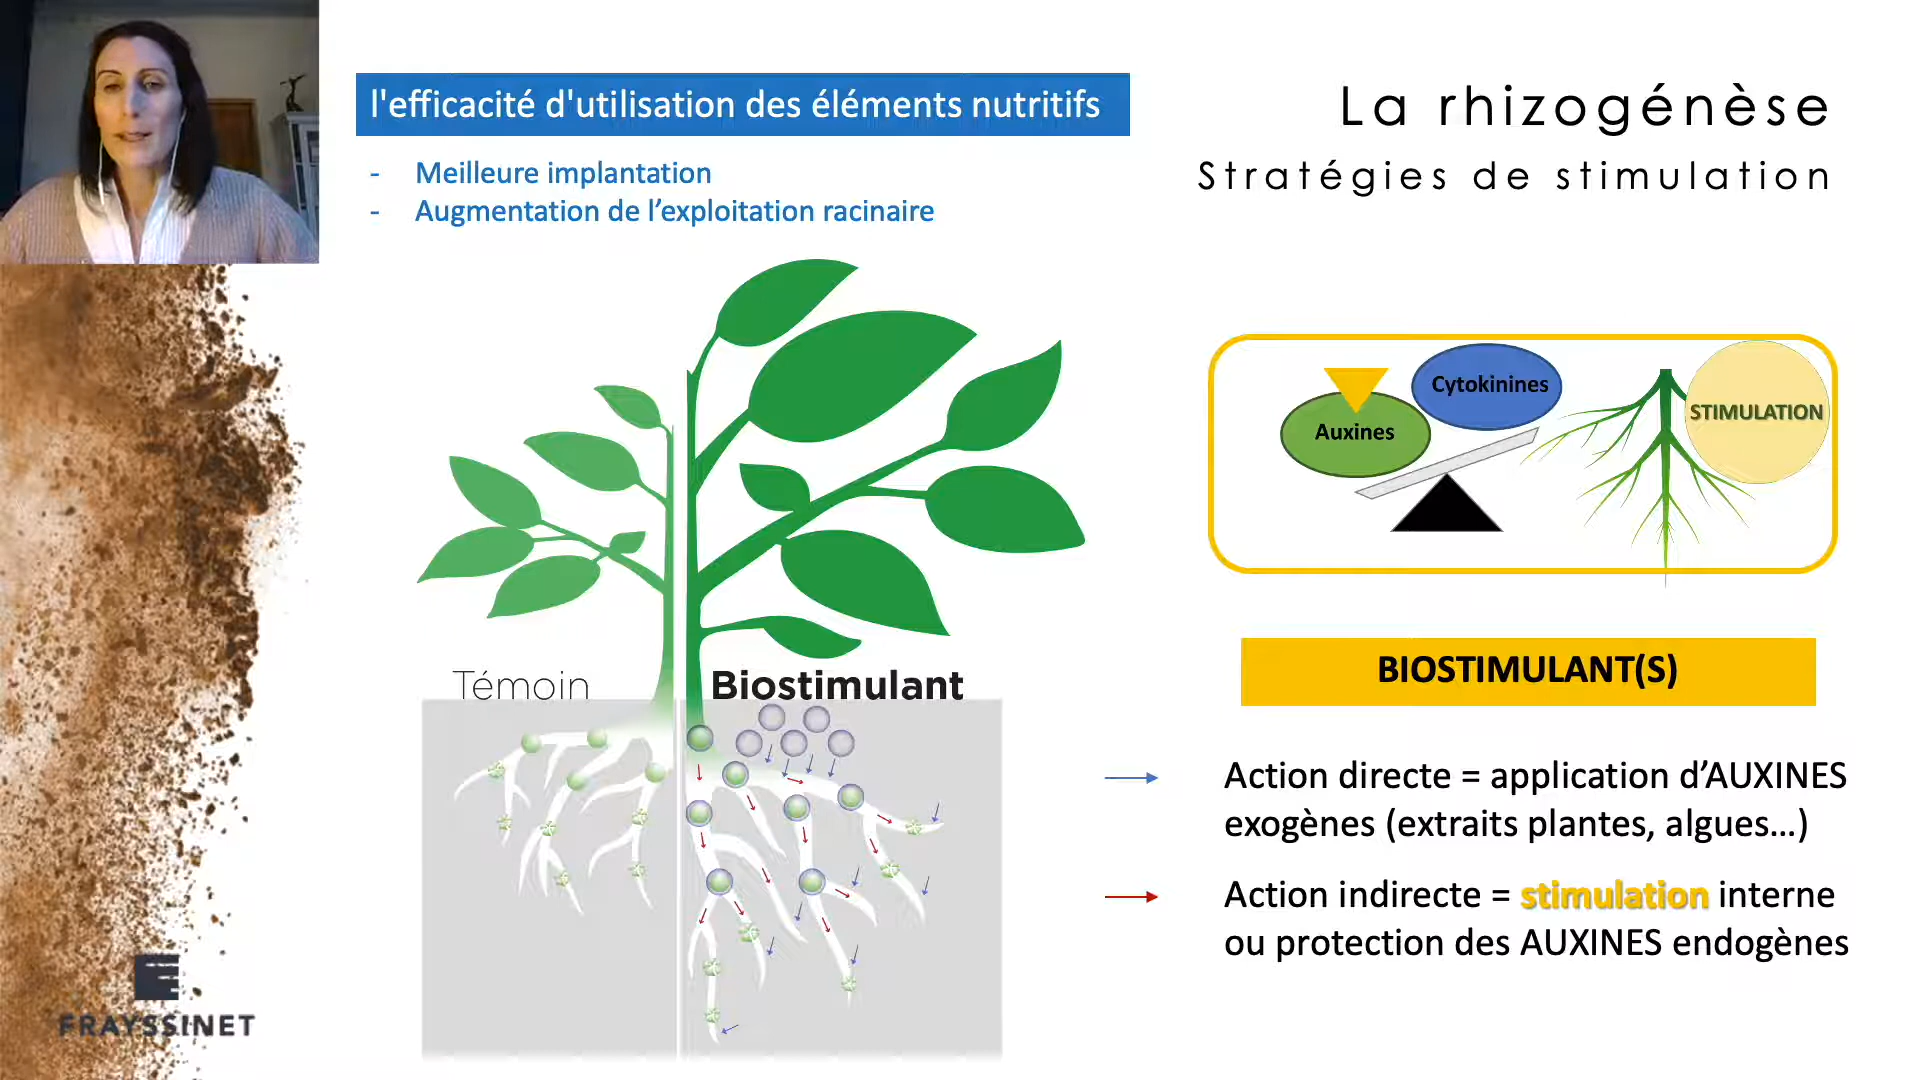 l'efficacité d'utilisation des éléments nutritifs
- Meilleure implantation
- Augmentation de l’exploitation racinaire
La rhizogénèse
Stratégies de stimulation
Cytokinines
Auxines
STIMULATION
Témoin
Biostimulant
BIOSTIMULANT(S)
Action directe = application d’AUXINES
exogènes (extraits plantes, algues…)
Action indirecte = stimulation interne
ou protection des AUXINES endogènes
FRAYSSINET